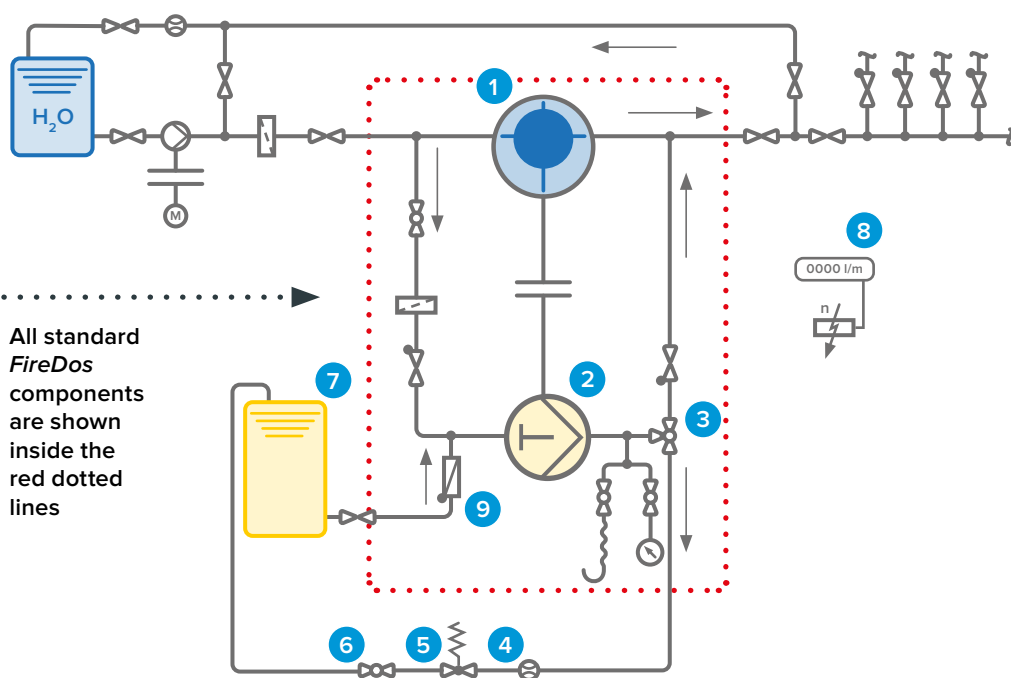 1
H2O
M
8
0000 l/m
n
All standard
FireDos
components
are shown
inside the
red dotted
lines
7
2
3
9
6
5
4